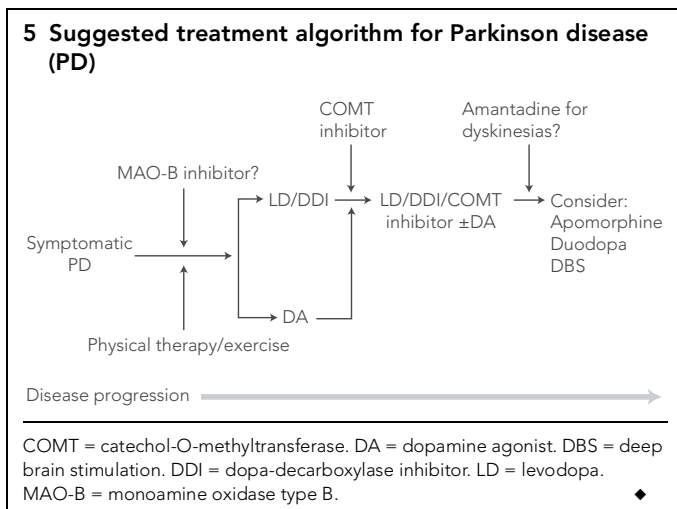 5 Suggested treatment algorithm for Parkinson disease
(PD)
COMT
inhibitor
Amantadine for
dyskinesias?
MAO-B inhibitor?
LD/DDI
LD/DDI/COMT
inhibitor ±DA
Consider:
Apomorphine
Duodopa
DBS
Symptomatic
PD
DA
Physical therapy/exercise
Disease progression
COMT = catechol-O-methyltransferase. DA = dopamine agonist. DBS = deep
brain stimulation. DDI = dopa-decarboxylase inhibitor. LD = levodopa.
MAO-B = monoamine oxidase type B. ◆